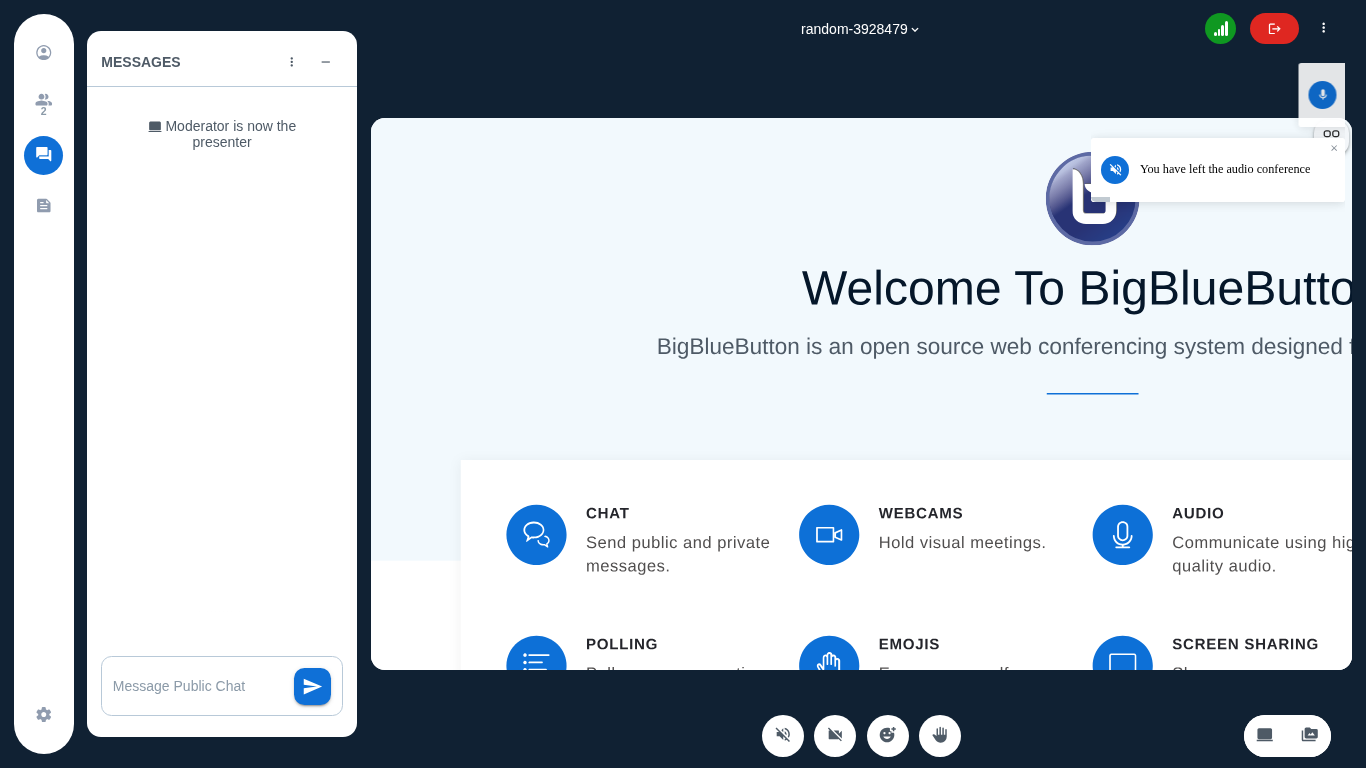 random-3928479
2
MESSAGES
Moderator is now the
presenter
You have left the audio conference
Welcome To BigBlueButto
BigBlueButton is an open source web conferencing system designed
CHAT
Send public and private
messages.
WEBCAMS
Hold visual meetings.
AUDIO
Communicate using hig
quality audio.
POLLING
EMOJIS
SCREEN SHARING
Message Public Chat